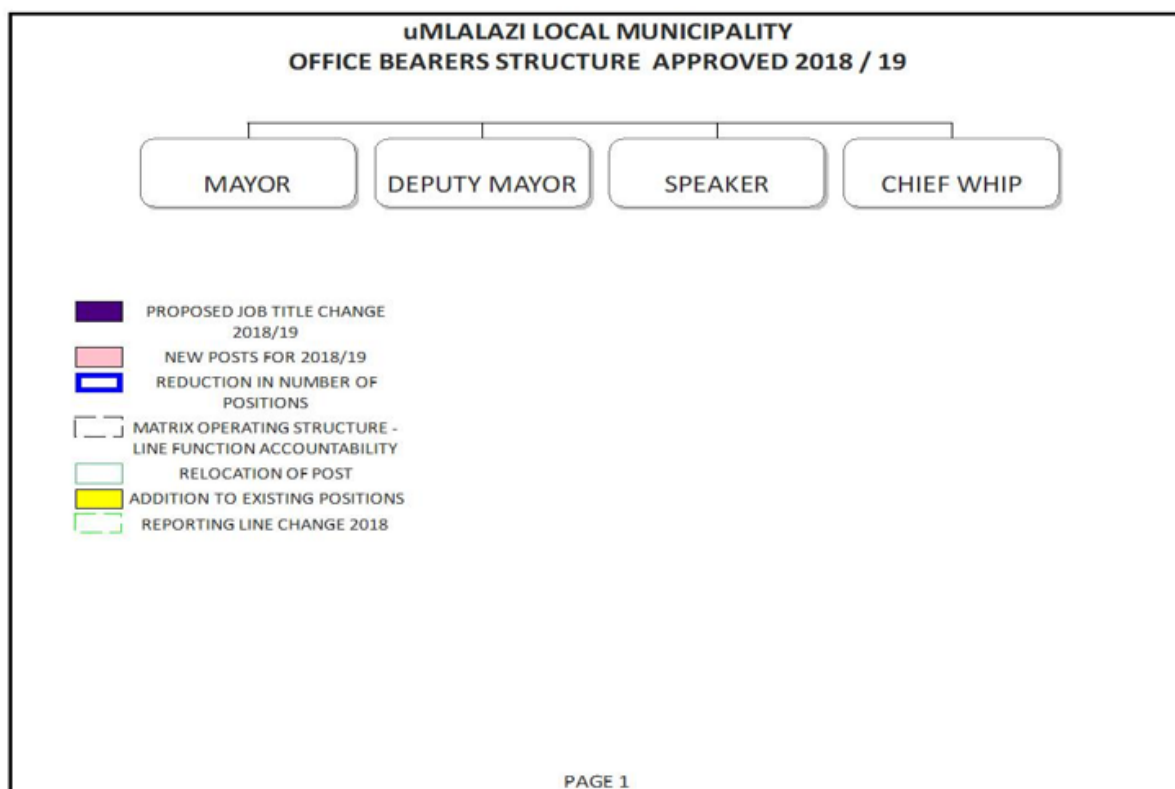 uMLALAZI LOCAL MUNICIPALITY
OFFICE BEARERS STRUCTURE APPROVED 2018 / 19
MAYOR
DEPUTY MAYOR
SPEAKER
CHIEF WHIP
PROPOSED JOB TITLE CHANGE
2018/19
NEW POSTS FOR 2018/19
REDUCTION IN NUMBER OF
POSITIONS
MATRIX OPERATING STRUCTURE -
LINE FUNCTION ACCOUNTABILITY
RELOCATION OF POST
ADDITION TO EXISTING POSITIONS
REPORTING LINE CHANGE 2018
PAGE 1